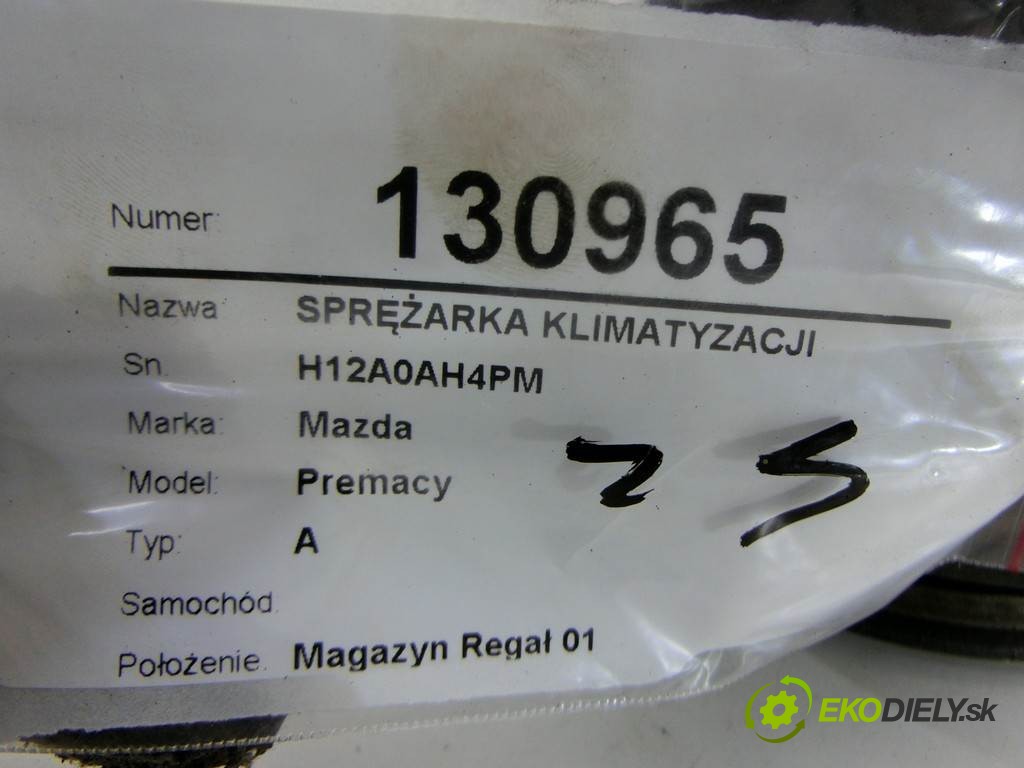 Numer: 130965
Nazwa: SPRĘŻARKA KLIMATYZACJI
Sn. H12A0AH4PM
Marka: Mazda
Model: Premacy
Typ: A
Samochód.
Położenie. Magazyn Regał 01
25
EKODIELY.sk